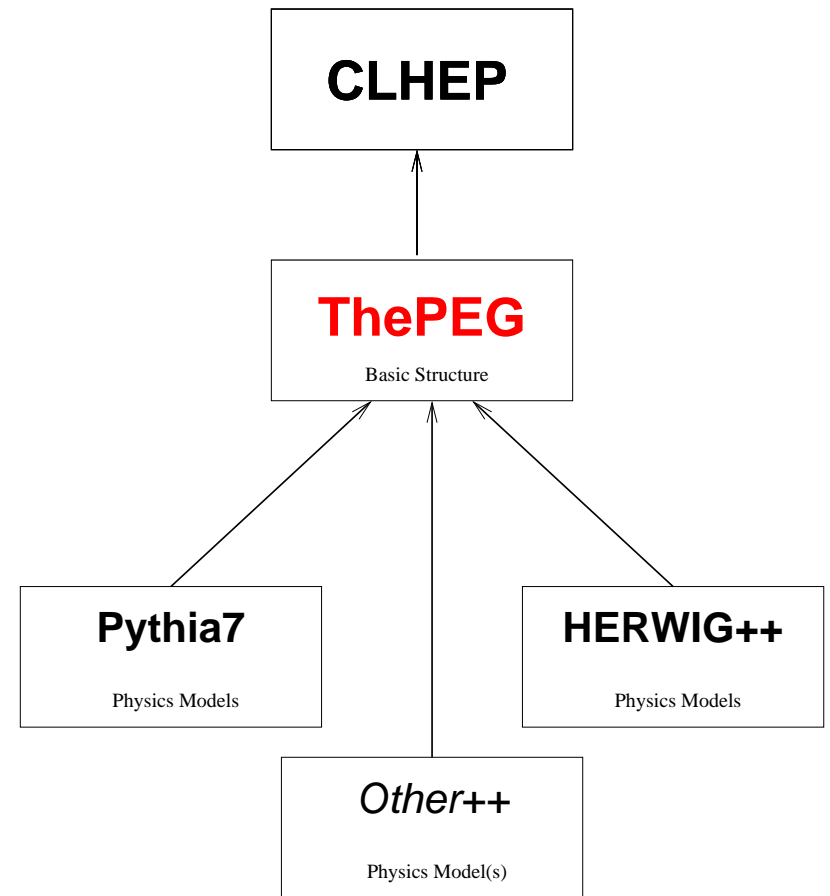 CLHEP
ThePEG
Basic Structure
Pythia7
Physics Models
HERWIG++
Physics Models
Other++
Physics Model(s)